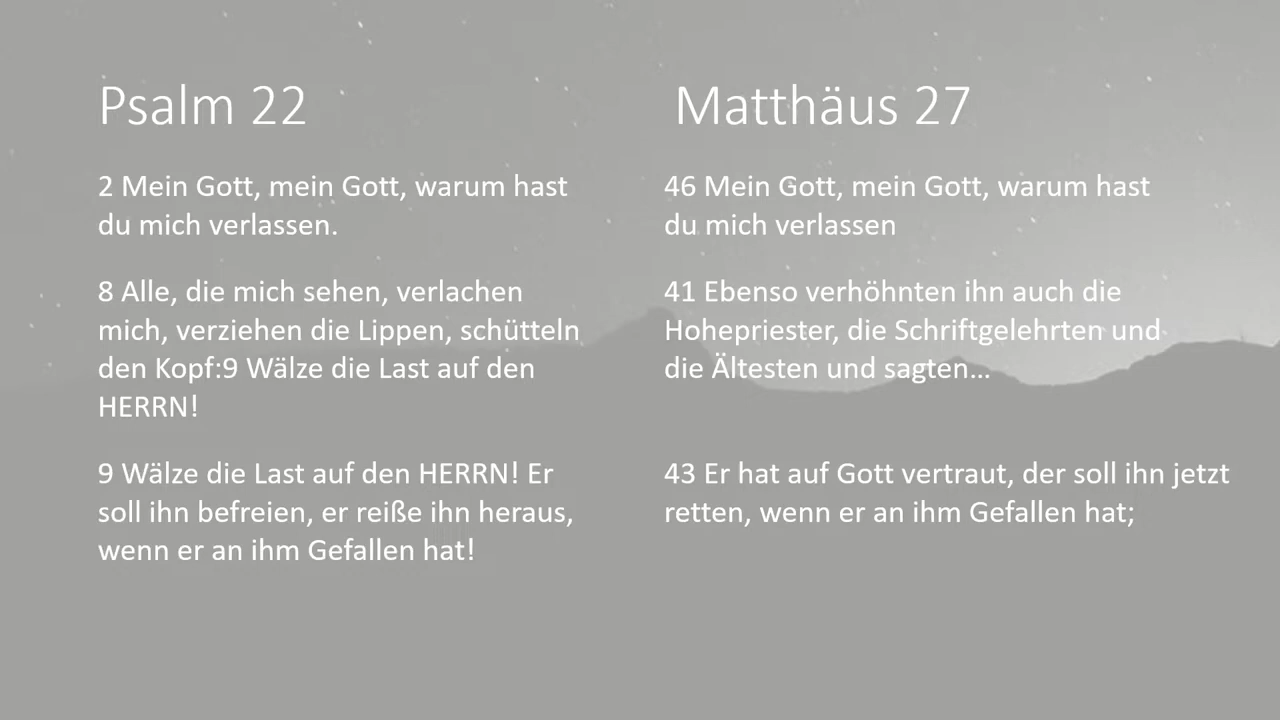 Psalm 22
2 Mein Gott, mein Gott, warum hast
du mich verlassen.
8 Alle, die mich sehen, verlachen
mich, verziehen die Lippen, schütteln
den Kopf:9 Wälze die Last auf den
HERRN!
9 Wälze die Last auf den HERRN! Er
soll ihn befreien, er reiße ihn heraus,
wenn er an ihm Gefallen hat!
Matthäus 27
46 Mein Gott, mein Gott, warum hast
du mich verlassen
41 Ebenso verhöhnten ihn auch die
Hohepriester, die Schriftgelehrten und
die Ältesten und sagten...
43 Er hat auf Gott vertraut, der soll ihn jetzt
retten, wenn er an ihm Gefallen hat;